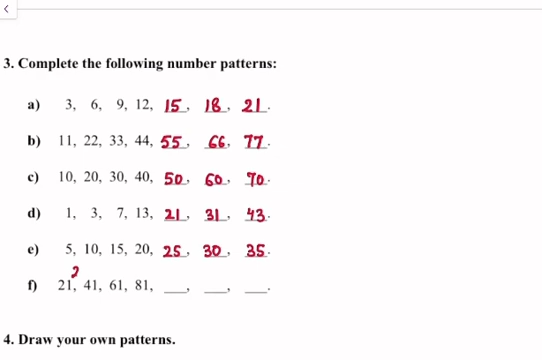 3. Complete the following number patterns:
a) 3, 6, 9, 12, 15, 18, 21.
b) 11, 22, 33, 44, 55, 66, 77.
c) 10, 20, 30, 40, 50, 60, 70.
d) 1, 3, 7, 13, 21, 31, 43.
e) 5, 10, 15, 20, 25, 30, 35.
2
f) 21, 41, 61, 81, ___, ___, ___.
4. Draw your own patterns.